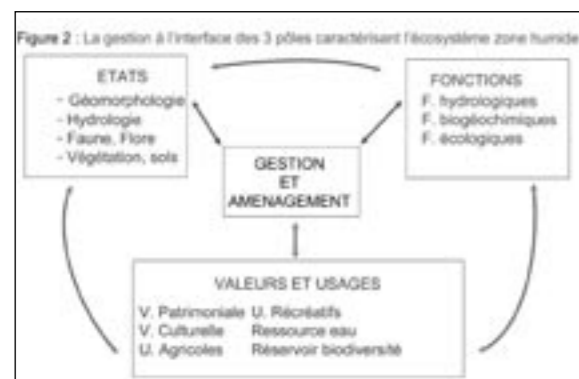 Figure 2 : La gestion à l'interface des 3 pôles caractérisant l'écosystème zone humide
ETATS
- Géomorphologie
- Hydrologie
- Faune, Flore
- Végétation, sols
FONCTIONS
F. hydrologiques
F. biogéochimiques
F. écologiques
GESTION
ET
AMENAGEMENT
VALEURS ET USAGES
V. Patrimoniale U. Récréatifs
V. Culturelle Ressource eau
U. Agricoles Réservoir biodiversité